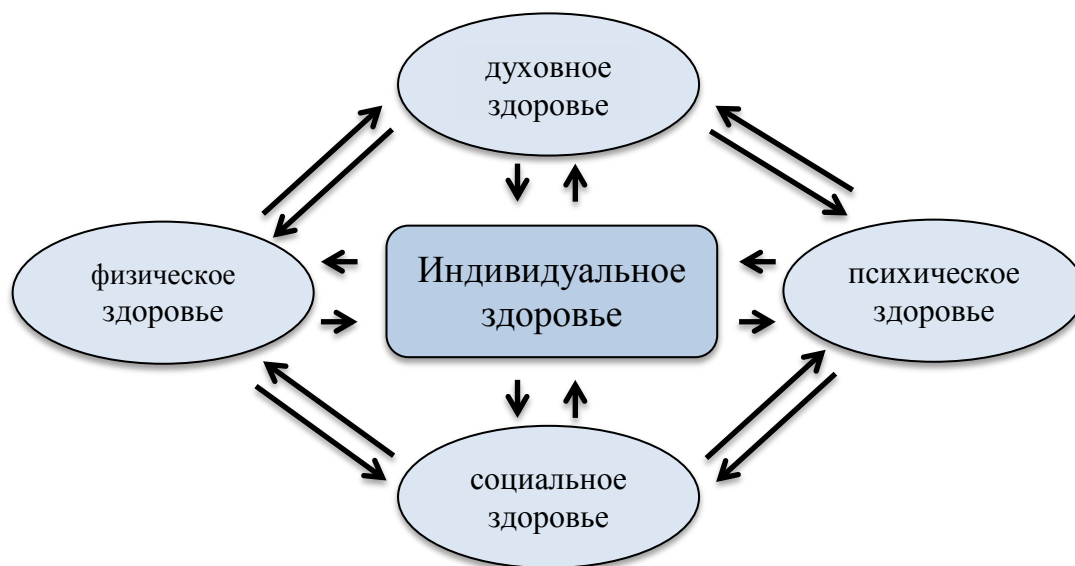 духовное
здоровье
физическое
здоровье
Индивидуальное
здоровье
психическое
здоровье
социальное
здоровье